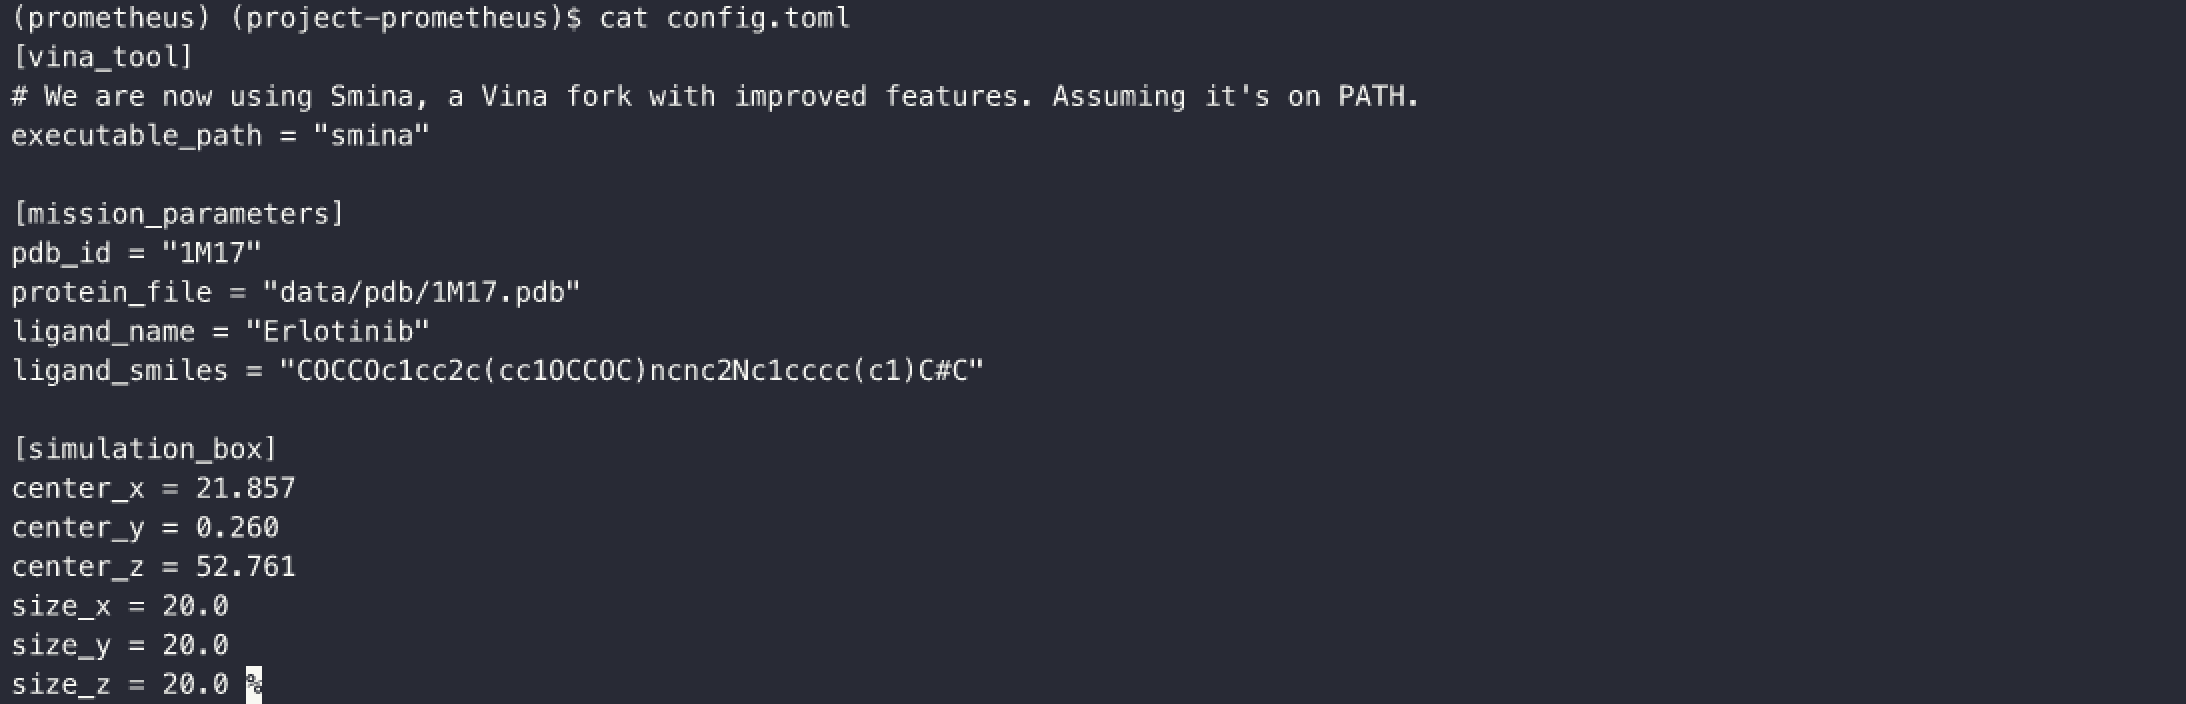 (prometheus) (project-prometheus)$ cat config.toml
[vina_tool]
# We are now using Smina, a Vina fork with improved features. Assuming it's on PATH.
executable_path = "smina"
[mission_parameters]
pdb_id = "1M17"
protein_file = "data/pdb/1M17.pdb"
ligand_name = "Erlotinib"
ligand_smiles = "COCCOc1cc2c(cc1OCCOC)ncnc2Nc1cccc(c1)C#C"
[simulation_box]
center_x = 21.857
center_y = 0.260
center_z = 52.761
size_x = 20.0
size_y = 20.0
size_z = 20.0 %